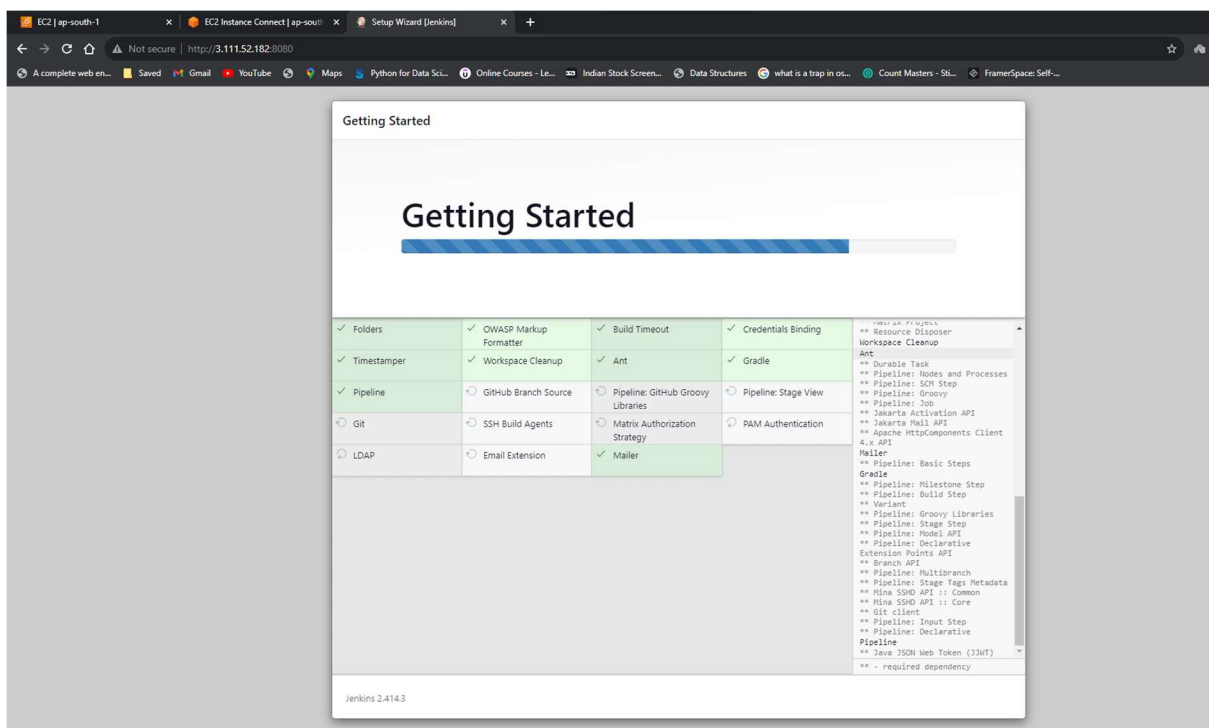 EC2 | ap-south-1
EC2 Instance Connect | ap-south
Setup Wizard [Jenkins]
Not secure | http://3.111.52.182:8080
A complete web en...
Saved
Gmail
YouTube
Maps
Python for Data Sci...
Online Courses - Le...
Indian Stock Screen...
Data Structures
what is a trap in os...
Count Masters - Sti...
FramerSpace: Self-...
Getting Started
Getting Started
Folders
OWASP Markup
Formatter
Build Timeout
Credentials Binding
Timestamper
Workspace Cleanup
Ant
Gradle
Pipeline
GitHub Branch Source
Pipeline: GitHub Groovy
Libraries
Pipeline: Stage View
Git
SSH Build Agents
Matrix Authorization
Strategy
PAM Authentication
LDAP
Email Extension
Mailer
** Matrix Project
** Resource Disposer
Workspace Cleanup
Ant
** Durable Task
** Pipeline: Nodes and Processes
** Pipeline: SCM Step
** Pipeline: Groovy
** Pipeline: Job
** Jakarta Activation API
** Jakarta Mail API
** Apache HttpComponents Client
4.x API
Mailer
** Pipeline: Basic Steps
Gradle
** Pipeline: Milestone Step
** Pipeline: Build Step
** Variant
** Pipeline: Groovy Libraries
** Pipeline: Stage Step
** Pipeline: Model API
** Pipeline: Declarative
Extension Points API
** Branch API
** Pipeline: Multibranch
** Pipeline: Stage Tags Metadata
** Mina SSHD API :: Common
** Mina SSHD API :: Core
** Git client
** Pipeline: Input Step
** Pipeline: Declarative
Pipeline
** Java JSON Web Token (JJWT)
** - required dependency
Jenkins 2.414.3